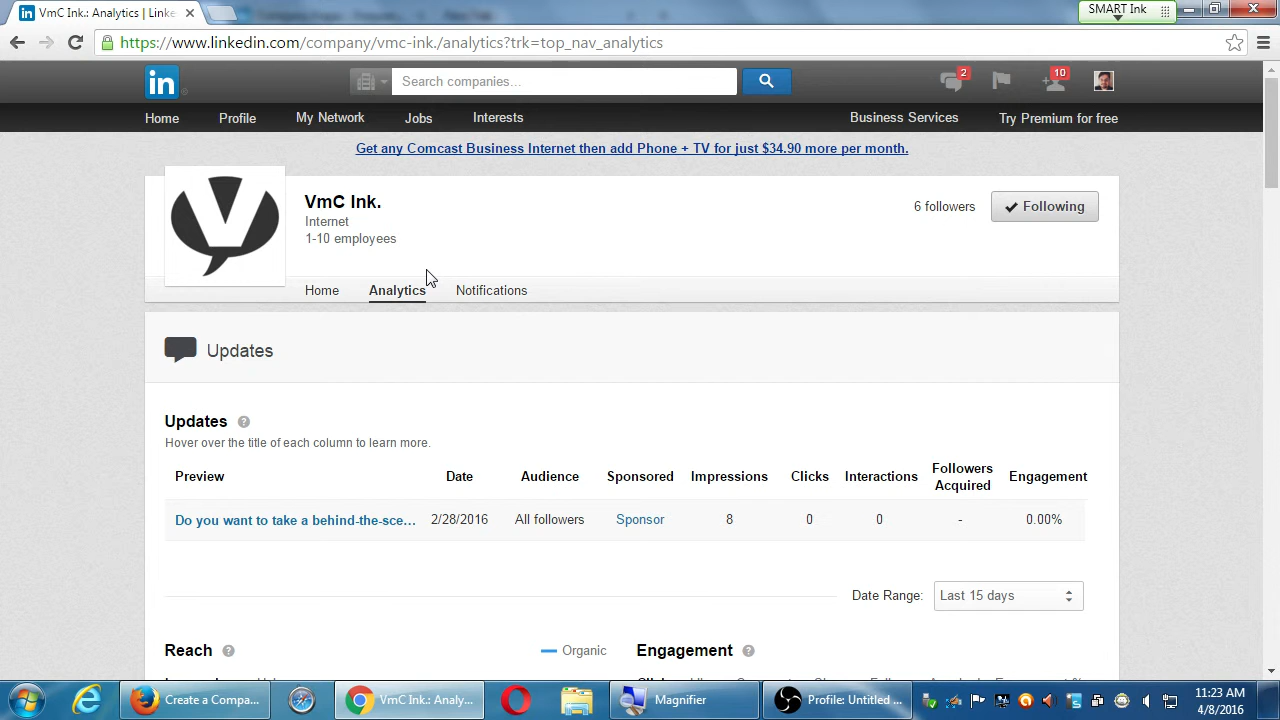 VmC Ink.: Analytics | Linke
SMART Ink
https://www.linkedin.com/company/vmc-ink./analytics?trk=top_nav_analytics
in
Search companies...
2
10
Home
Profile
My Network
Jobs
Interests
Business Services
Try Premium for free
Get any Comcast Business Internet then add Phone + TV for just $34.90 more per month.
VmC Ink.
Internet
1-10 employees
6 followers
Following
Home
Analytics
Notifications
Updates
Updates
Hover over the title of each column to learn more.
Preview
Date
Audience
Sponsored
Impressions
Clicks
Interactions
Followers
Acquired
Engagement
Do you want to take a behind-the-sce...
2/28/2016
All followers
Sponsor
8
0
0
-
0.00%
Date Range:
Last 15 days
Reach
Organic
Engagement
Create a Compa...
VmC Ink.: Analy...
Magnifier
Profile: Untitled ...
11:23 AM
4/8/2016